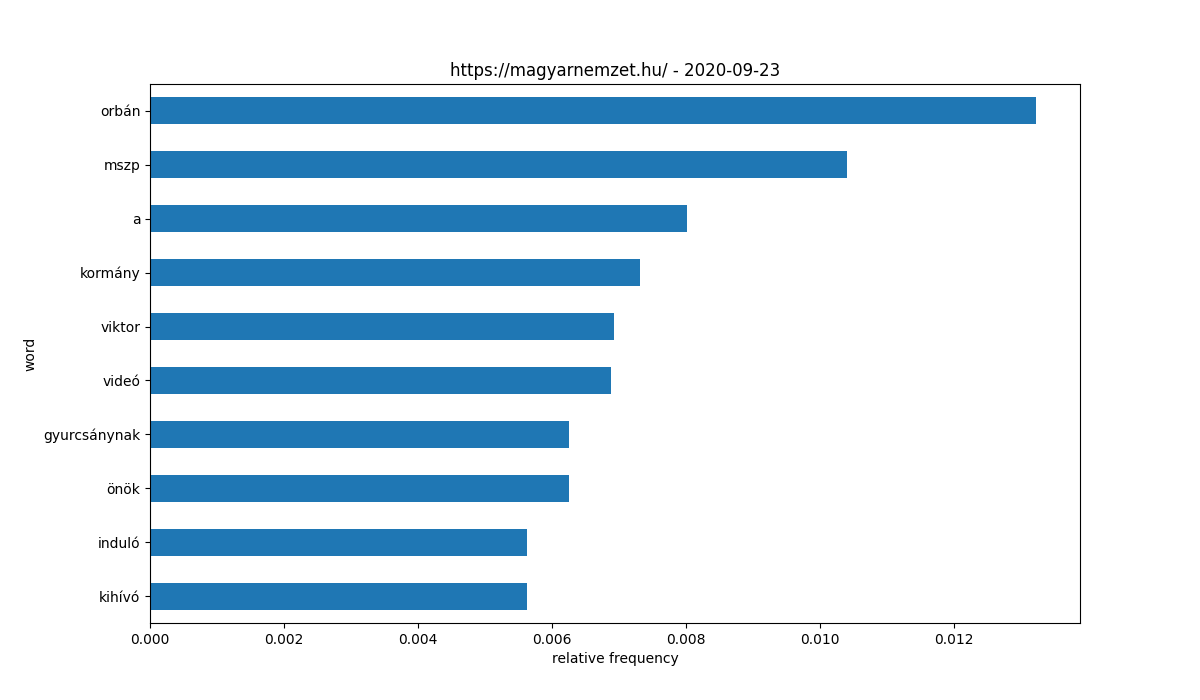 https://magyarnemzet.hu/ - 2020-09-23
orbán
mszp
a
kormány
viktor
videó
gyurcsánynak
önök
induló
kihívó
word
0.000 0.002 0.004 0.006 0.008 0.010 0.012
relative frequency